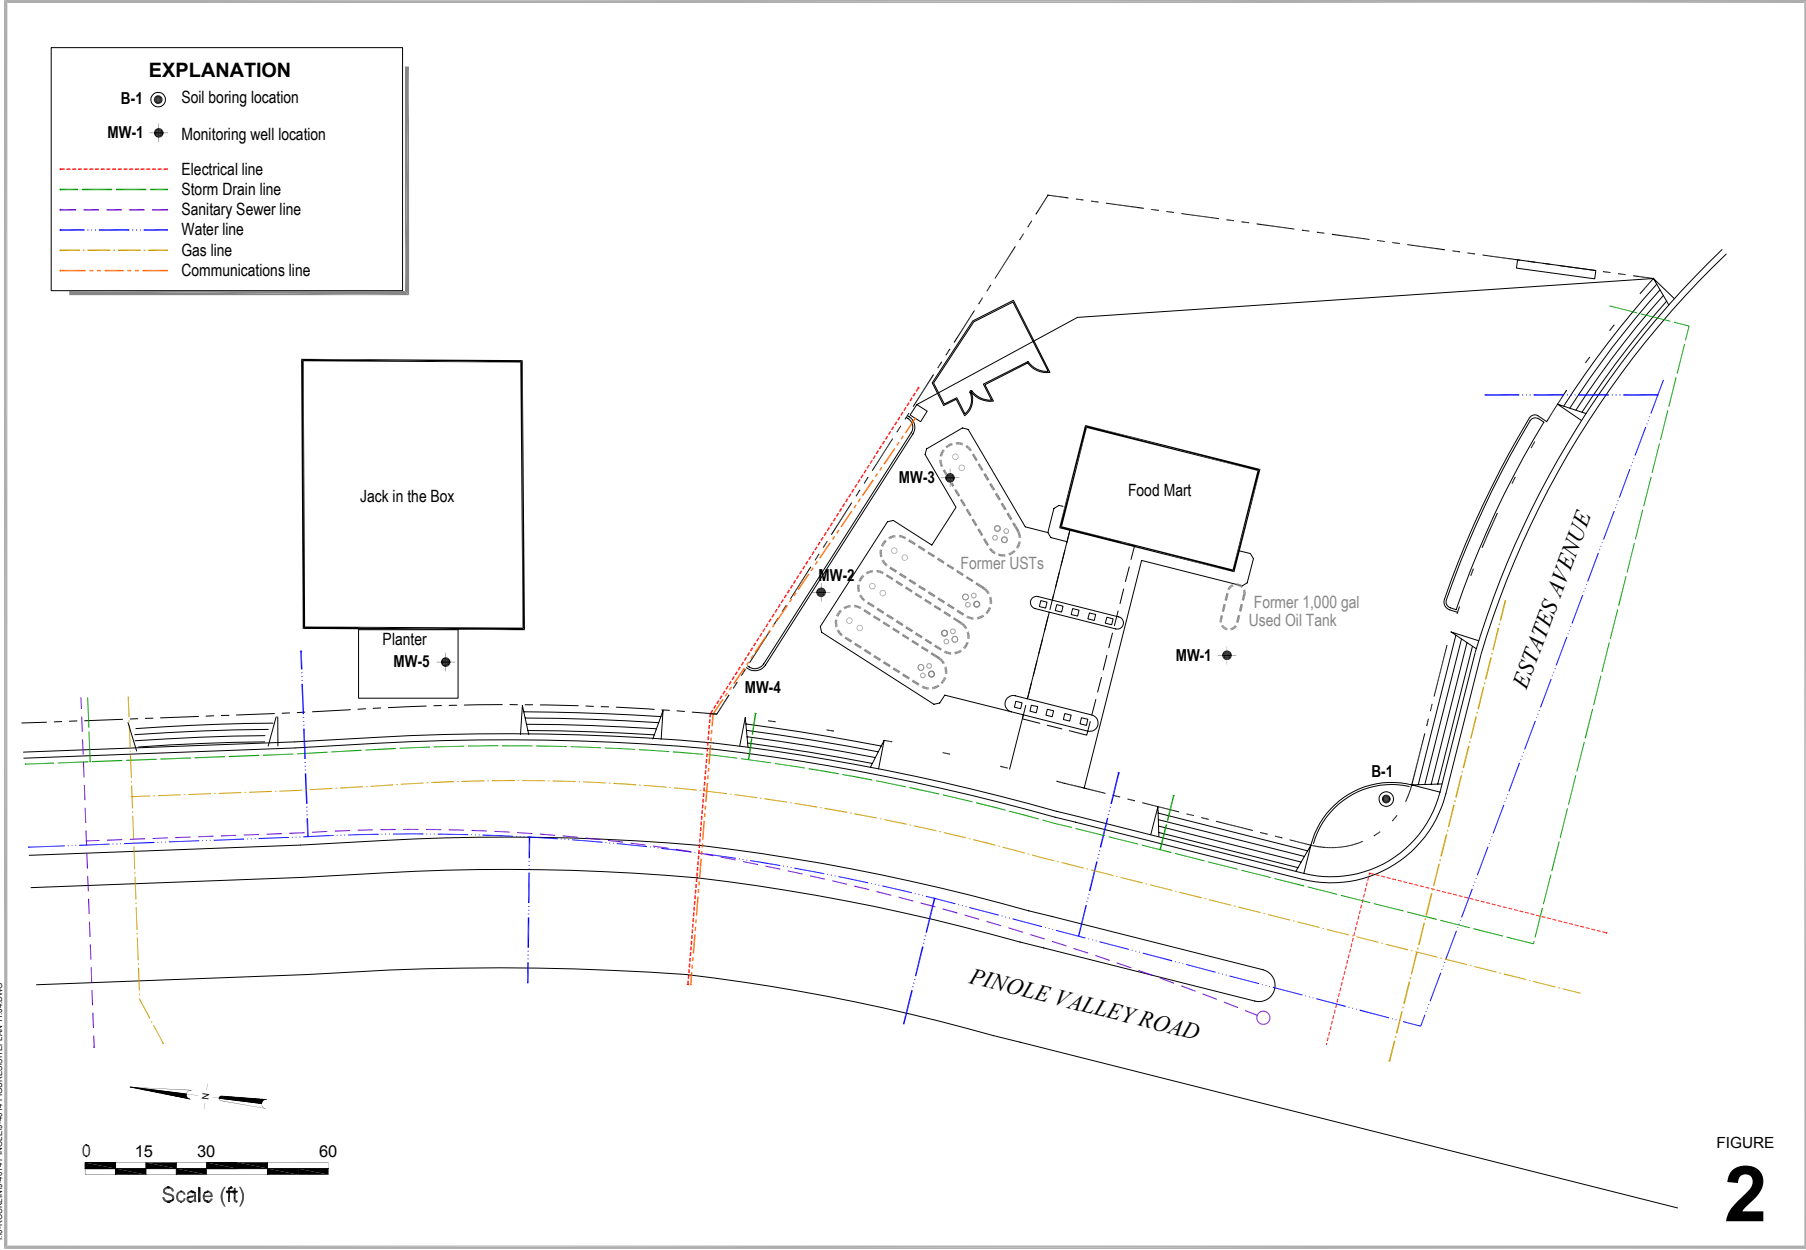 EXPLANATION
B-1 Soil boring location
MW-1 Monitoring well location
Electrical line
Storm Drain line
Sanitary Sewer line
Water line
Gas line
Communications line
Jack in the Box
Planter
MW-5
MW-3
MW-2
MW-4
Former USTs
Food Mart
Former 1,000 gal
Used Oil Tank
MW-1
B-1
ESTATES AVENUE
PINOLE VALLEY ROAD
N
0 15 30 60
Scale (ft)
FIGURE
2